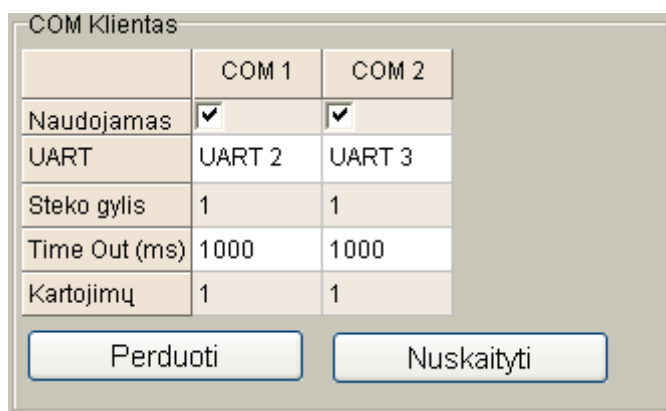 COM Klientas
COM 1 COM 2
Naudojamas
UART UART 2 UART 3
Steko gylis 1 1
Time Out (ms) 1000 1000
Kartojimų 1 1
Perduoti Nuskaityti